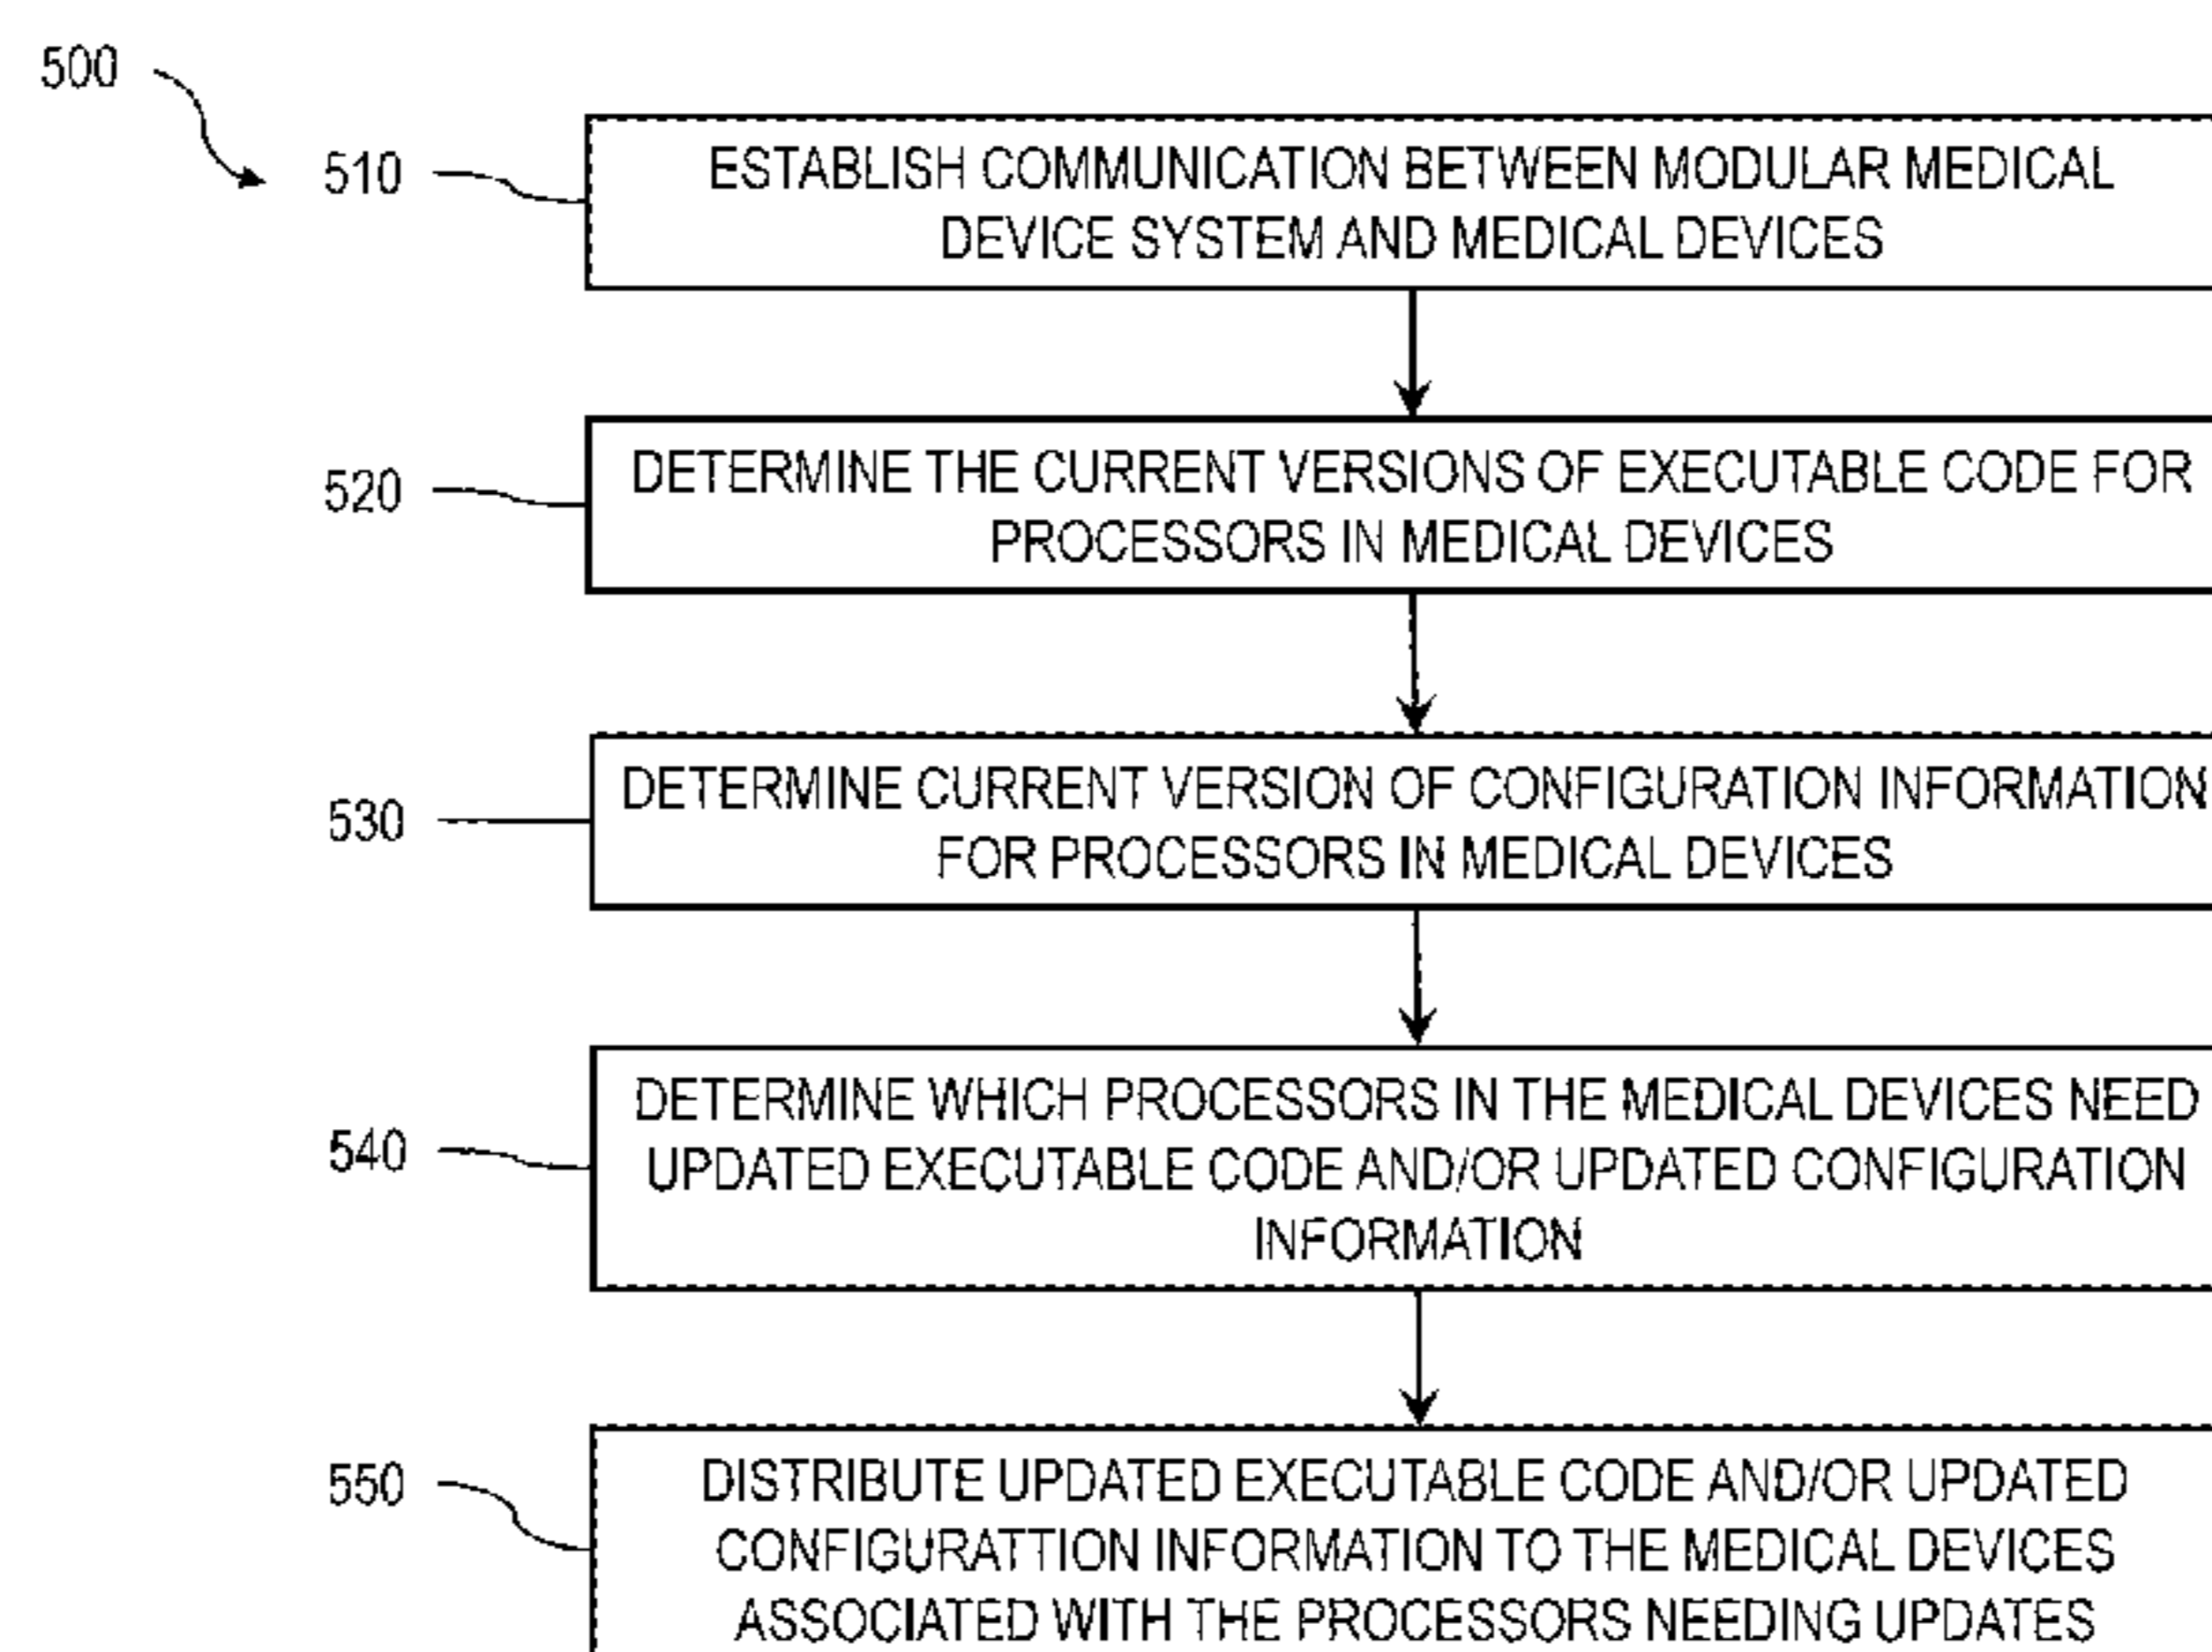 500
510
ESTABLISH COMMUNICATION BETWEEN MODULAR MEDICAL
DEVICE SYSTEM AND MEDICAL DEVICES
520
DETERMINE THE CURRENT VERSIONS OF EXECUTABLE CODE FOR
PROCESSORS IN MEDICAL DEVICES
530
DETERMINE CURRENT VERSION OF CONFIGURATION INFORMATION
FOR PROCESSORS IN MEDICAL DEVICES
540
DETERMINE WHICH PROCESSORS IN THE MEDICAL DEVICES NEED
UPDATED EXECUTABLE CODE AND/OR UPDATED CONFIGURATION
INFORMATION
550
DISTRIBUTE UPDATED EXECUTABLE CODE AND/OR UPDATED
CONFIGURATTION INFORMATION TO THE MEDICAL DEVICES
ASSOCIATED WITH THE PROCESSORS NEEDING UPDATES